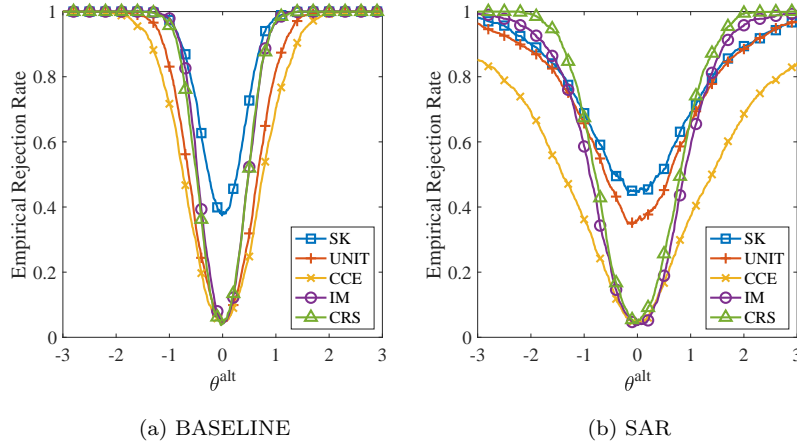 1
0.8
0.6
0.4
0.2
0
Empirical Rejection Rate
-3 -2 -1 0 1 2 3
θ^alt
SK
UNIT
CCE
IM
CRS
(a) BASELINE
1
0.8
0.6
0.4
0.2
0
Empirical Rejection Rate
-3 -2 -1 0 1 2 3
θ^alt
SK
UNIT
CCE
IM
CRS
(b) SAR